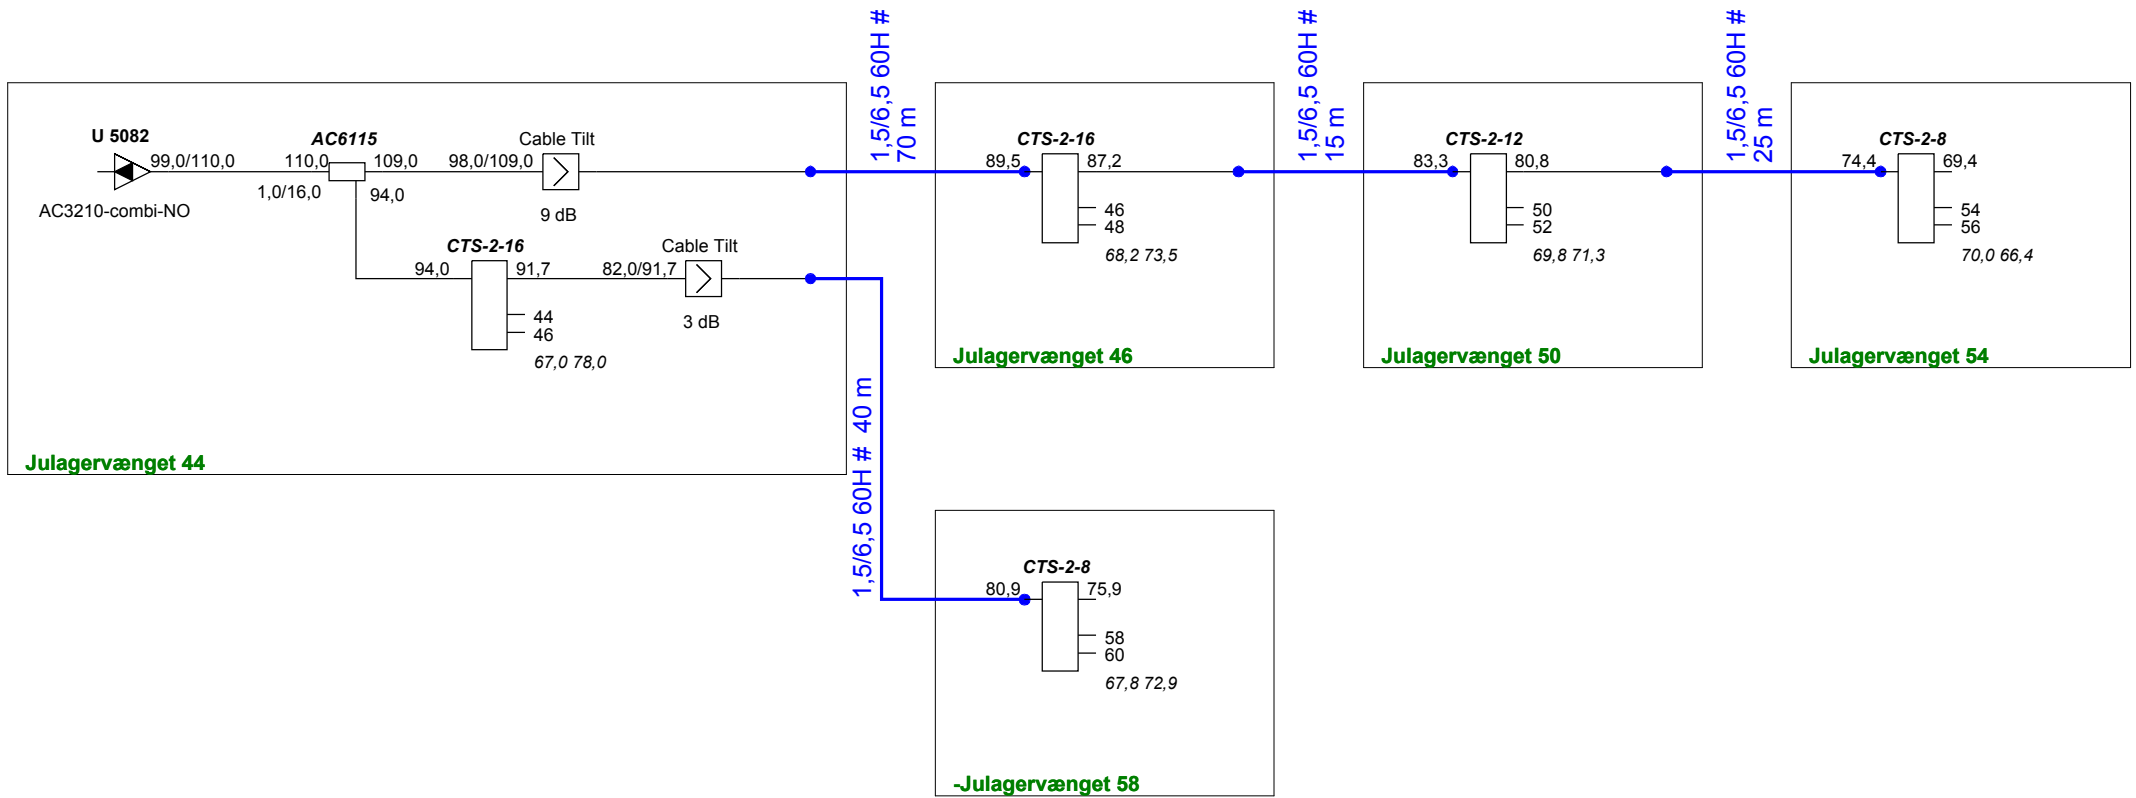 1,5/6,5 60H #
70 m
1,5/6,5 60H #
15 m
1,5/6,5 60H #
25 m
U 5082
99,0/110,0
AC3210-combi-NO
AC6115
110,0
109,0
1,0/16,0
94,0
Cable Tilt
98,0/109,0
9 dB
CTS-2-16
94,0
91,7
44
46
67,0 78,0
Cable Tilt
82,0/91,7
3 dB
Julagervænget 44
CTS-2-16
89,5
87,2
46
48
68,2 73,5
Julagervænget 46
CTS-2-12
83,3
80,8
50
52
69,8 71,3
Julagervænget 50
CTS-2-8
74,4
69,4
54
56
70,0 66,4
Julagervænget 54
1,5/6,5 60H # 40 m
CTS-2-8
80,9
75,9
58
60
67,8 72,9
-Julagervænget 58